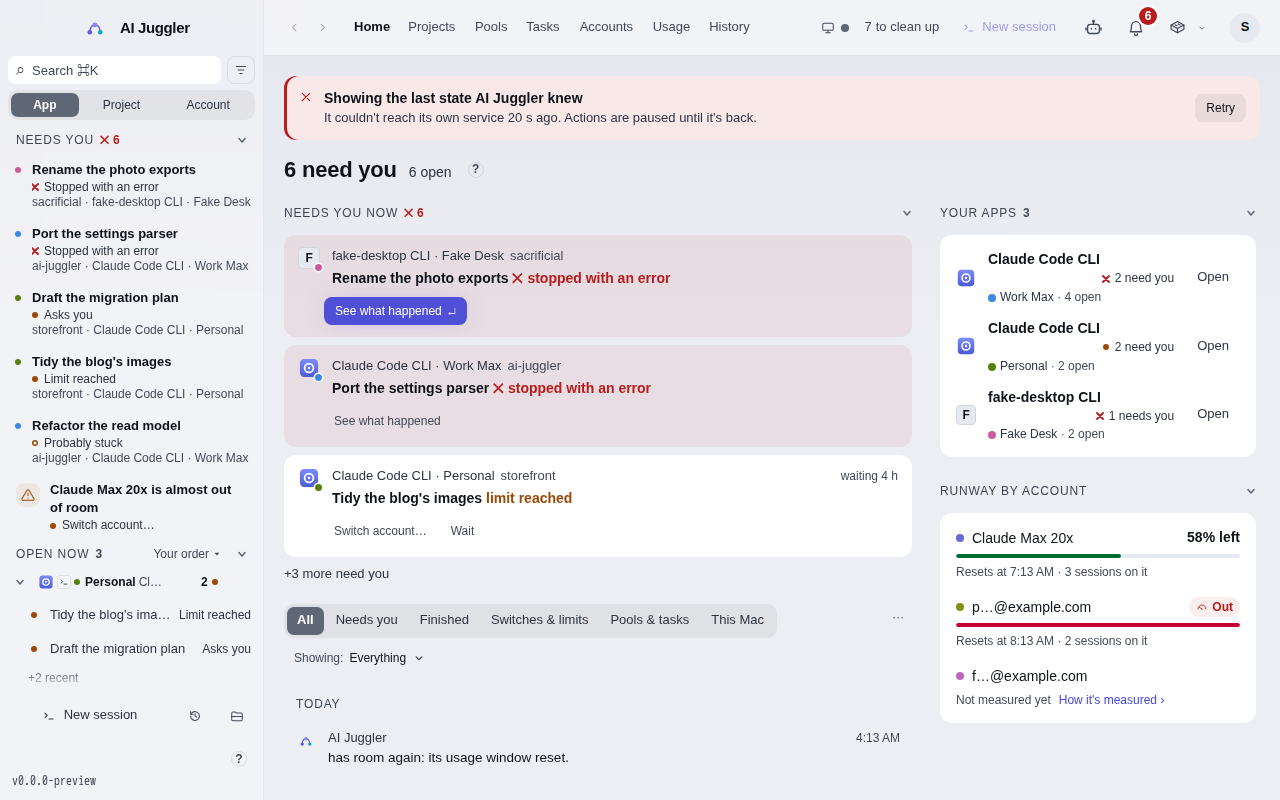 AI Juggler
Search ⌘K
App Project Account
NEEDS YOU 6
Rename the photo exports
Stopped with an error
sacrificial · fake-desktop CLI · Fake Desk
Port the settings parser
Stopped with an error
ai-juggler · Claude Code CLI · Work Max
Draft the migration plan
Asks you
storefront · Claude Code CLI · Personal
Tidy the blog's images
Limit reached
storefront · Claude Code CLI · Personal
Refactor the read model
Probably stuck
ai-juggler · Claude Code CLI · Work Max
Claude Max 20x is almost out
of room
Switch account…
OPEN NOW 3 Your order
Personal Cl… 2
Tidy the blog's ima… Limit reached
Draft the migration plan Asks you
+2 recent
New session
?
v0.0.0-preview
Home Projects Pools Tasks Accounts Usage History
7 to clean up
New session
6
S
Showing the last state AI Juggler knew
It couldn't reach its own service 20 s ago. Actions are paused until it's back.
Retry
6 need you 6 open ?
NEEDS YOU NOW 6
F
fake-desktop CLI · Fake Desk sacrificial
Rename the photo exports stopped with an error
See what happened
Claude Code CLI · Work Max ai-juggler
Port the settings parser stopped with an error
See what happened
Claude Code CLI · Personal storefront
waiting 4 h
Tidy the blog's images limit reached
Switch account… Wait
+3 more need you
All Needs you Finished Switches & limits Pools & tasks This Mac
…
Showing: Everything
TODAY
AI Juggler 4:13 AM
has room again: its usage window reset.
YOUR APPS 3
Claude Code CLI
2 need you
Open
Work Max · 4 open
Claude Code CLI
2 need you
Open
Personal · 2 open
F
fake-desktop CLI
1 needs you
Open
Fake Desk · 2 open
RUNWAY BY ACCOUNT
Claude Max 20x 58% left
Resets at 7:13 AM · 3 sessions on it
p…@example.com Out
Resets at 8:13 AM · 2 sessions on it
f…@example.com
Not measured yet How it's measured ›